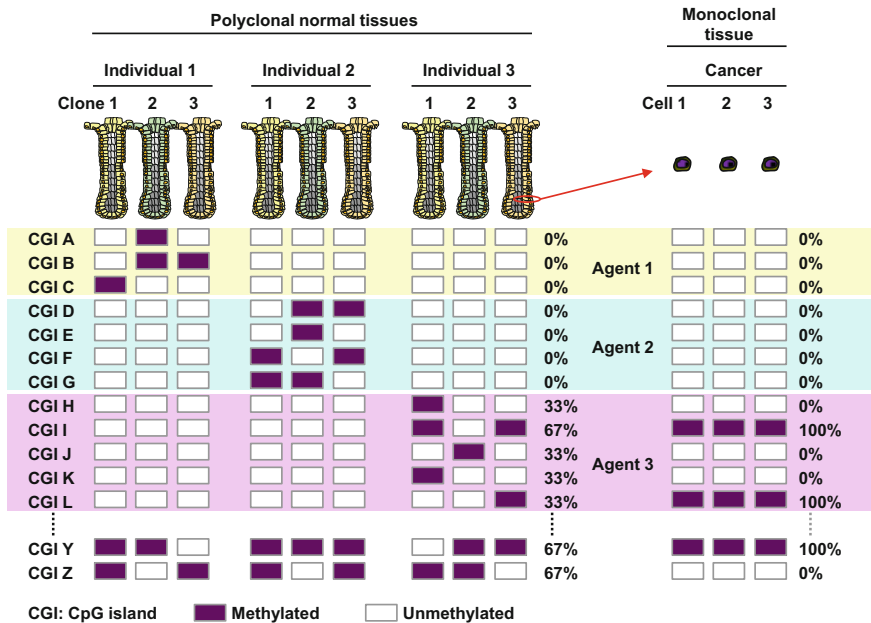 Polyclonal normal tissues
Monoclonal tissue
Individual 1 Individual 2 Individual 3 Cancer
Clone 1 2 3 1 2 3 1 2 3 Cell 1 2 3
CGI A 0% 0%
CGI B 0% Agent 1 0%
CGI C 0% 0%
CGI D 0% 0%
CGI E 0% Agent 2 0%
CGI F 0% 0%
CGI G 0% 0%
CGI H 33% 0%
CGI I 67% 100%
CGI J 33% Agent 3 0%
CGI K 33% 0%
CGI L 33% 100%
CGI Y 67% 100%
CGI Z 67% 0%
CGI: CpG island Methylated Unmethylated